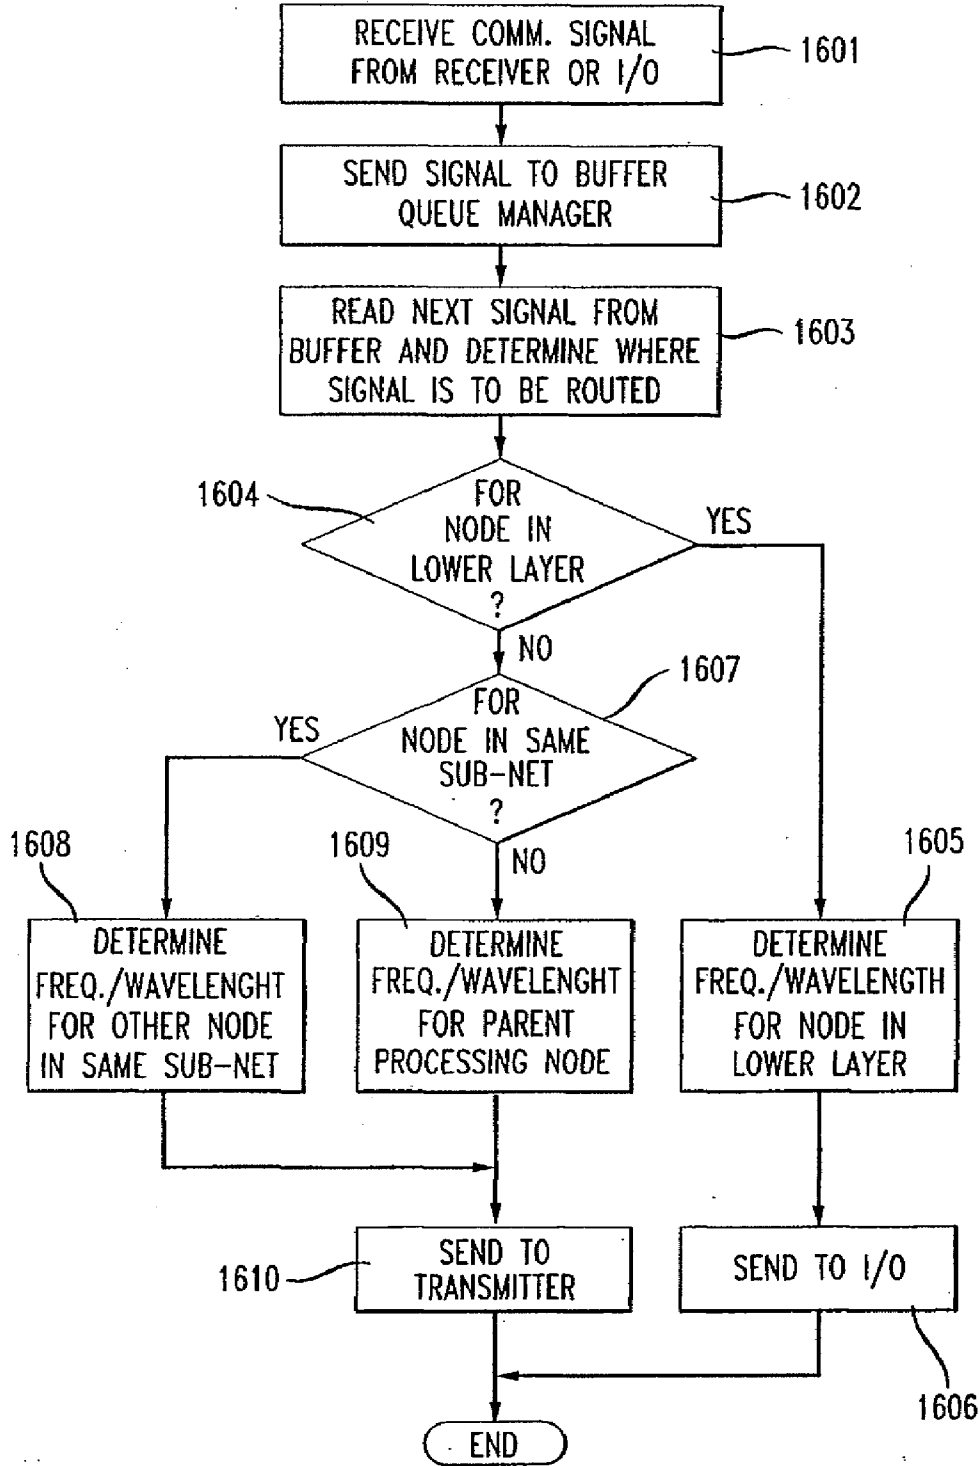 RECEIVE COMM. SIGNAL
FROM RECEIVER OR I/O
1601
SEND SIGNAL TO BUFFER
QUEUE MANAGER
1602
READ NEXT SIGNAL FROM
BUFFER AND DETERMINE WHERE
SIGNAL IS TO BE ROUTED
1603
1604
FOR
NODE IN
LOWER LAYER
?
YES
NO
1607
FOR
NODE IN SAME
SUB-NET
?
YES
NO
1608
DETERMINE
FREQ./WAVELENGHT
FOR OTHER NODE
IN SAME SUB-NET
1609
DETERMINE
FREQ./WAVELENGHT
FOR PARENT
PROCESSING NODE
1605
DETERMINE
FREQ./WAVELENGTH
FOR NODE IN
LOWER LAYER
1610
SEND TO
TRANSMITTER
SEND TO I/O
1606
END